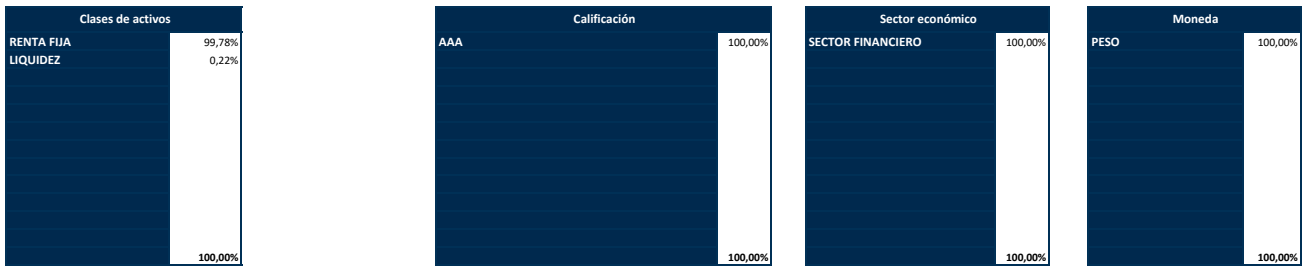 Clases de activos
RENTA FIJA 99,78%
LIQUIDEZ 0,22%
100,00%
Calificación
AAA 100,00%
100,00%
Sector económico
SECTOR FINANCIERO 100,00%
100,00%
Moneda
PESO 100,00%
100,00%